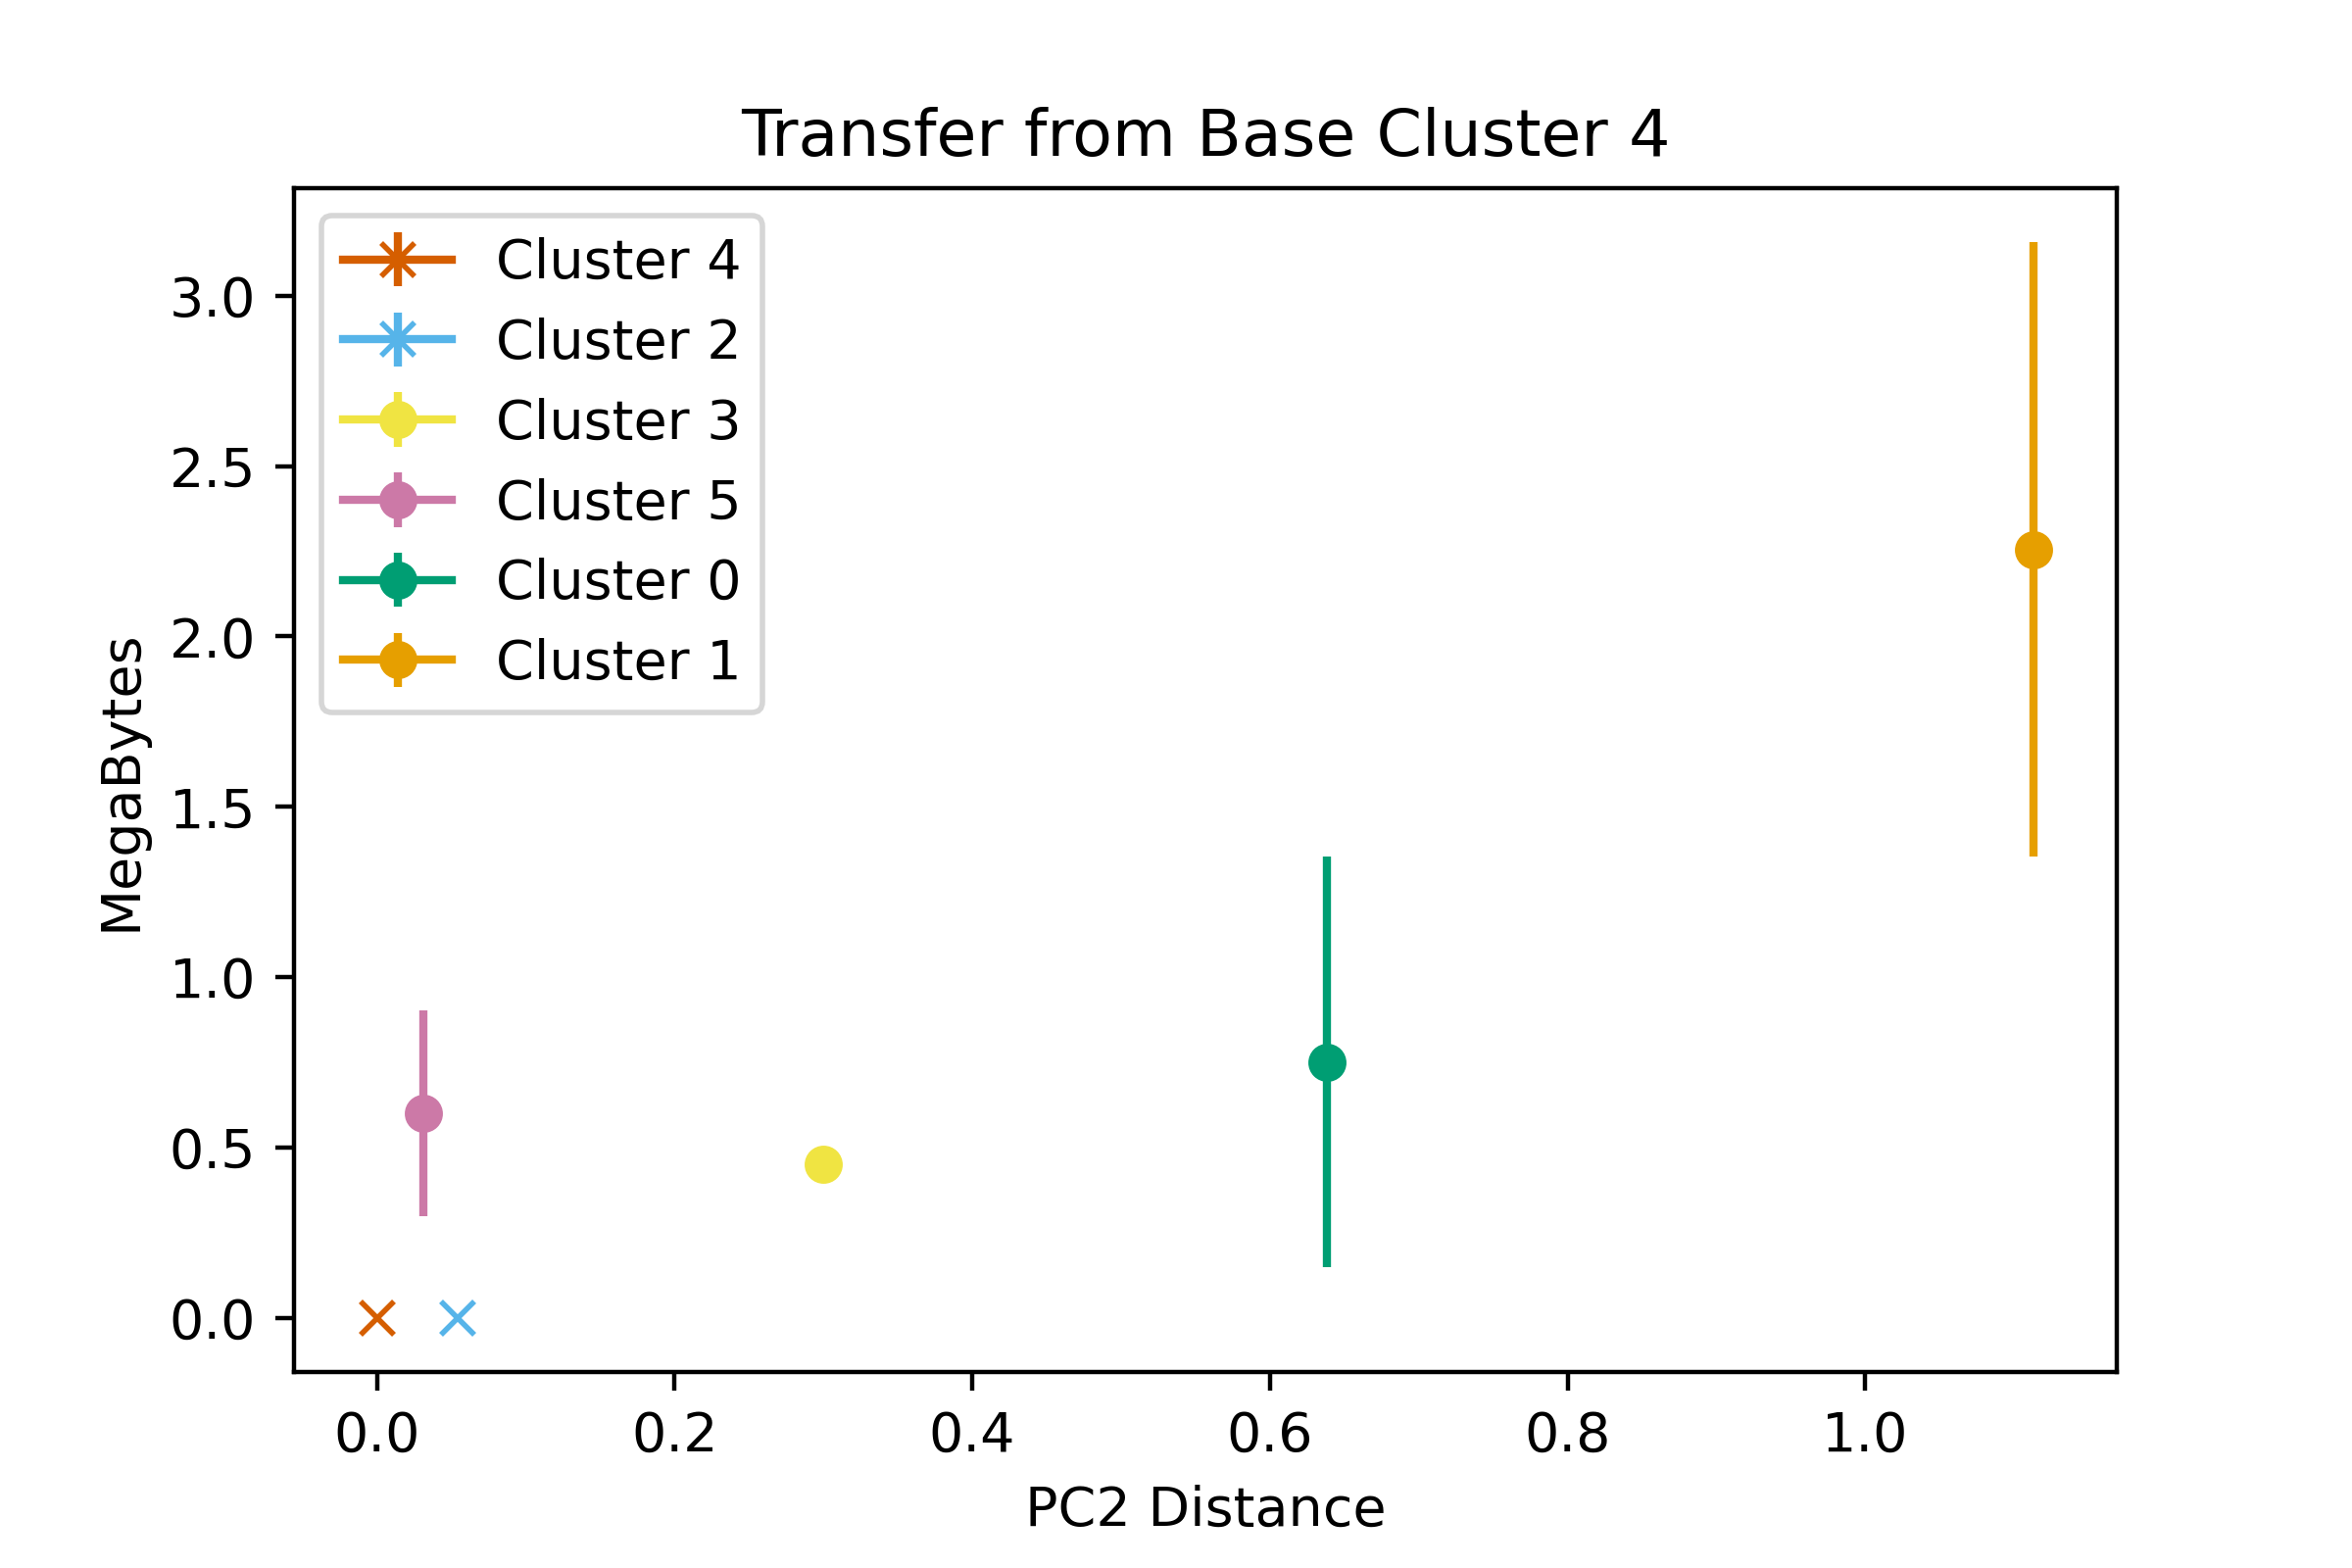 Transfer from Base Cluster 4
Cluster 4
Cluster 2
Cluster 3
Cluster 5
Cluster 0
Cluster 1
MegaBytes
3.0
2.5
2.0
1.5
1.0
0.5
0.0
0.0 0.2 0.4 0.6 0.8 1.0
PC2 Distance